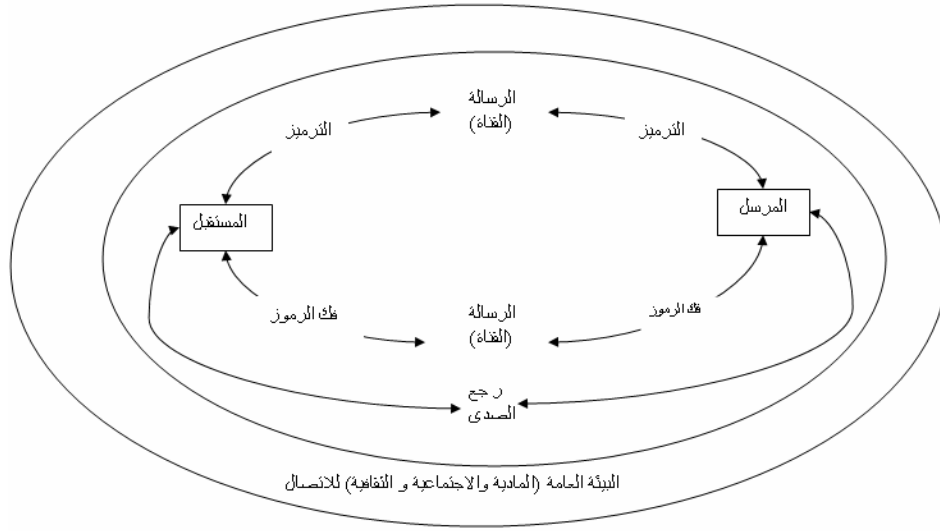 الرسالة
(القناة)
الترميز
الترميز
المرسل
المستقبل
فك الرموز
الرسالة
(القناة)
فك الرموز
رجع
الصدى
البيئة العامة (المادية والاجتماعية و الثقافية) للاتصال